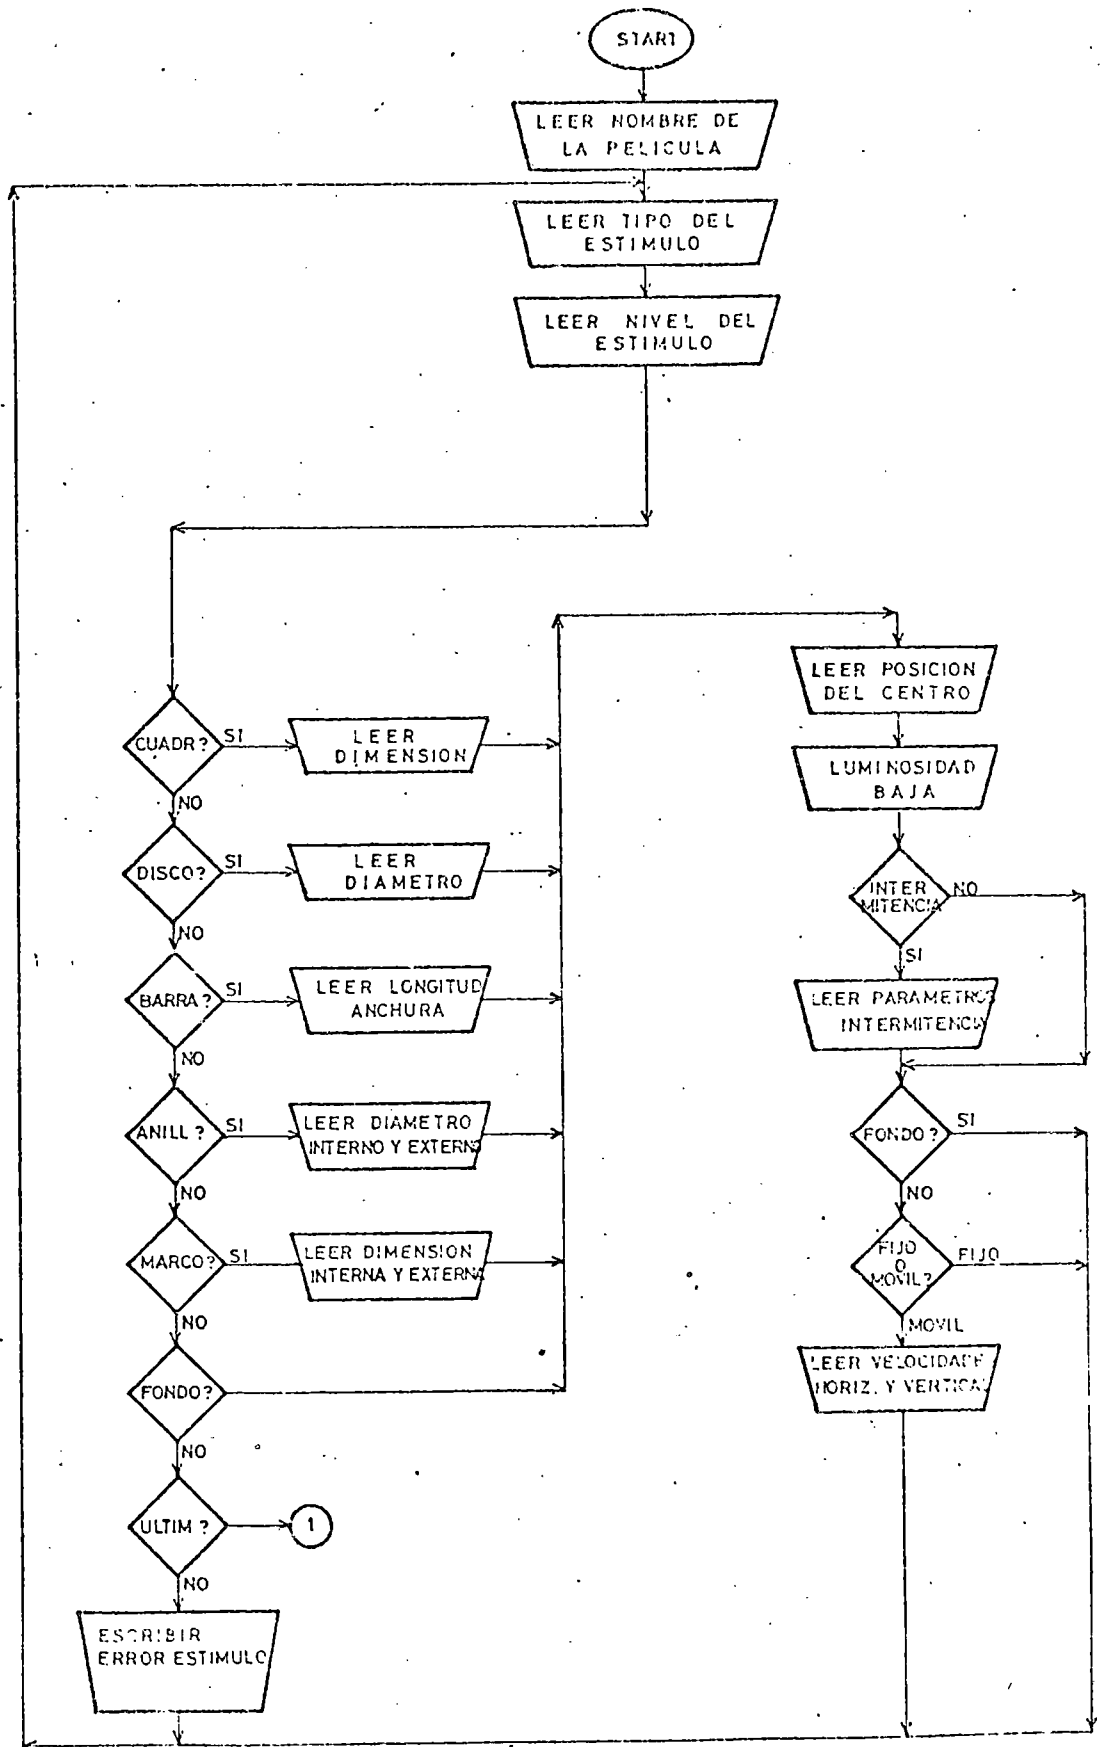 START
LEER NOMBRE DE
LA PELICULA
LEER TIPO DEL
ESTIMULO
LEER NIVEL DEL
ESTIMULO
CUADR?
SI
LEER
DIMENSION
NO
DISCO?
SI
LEER
DIAMETRO
NO
BARRA?
SI
LEER LONGITUD
ANCHURA
NO
ANILL?
SI
LEER DIAMETRO
INTERNO Y EXTERNO
NO
MARCO?
SI
LEER DIMENSION
INTERNA Y EXTERNA
NO
FONDO?
NO
ULTIM?
1
NO
ESCRIBIR
ERROR ESTIMULO
LEER POSICION
DEL CENTRO
LUMINOSIDAD
BAJA
INTER
MITENCIA
NO
SI
LEER PARAMETROS
INTERMITENCIA
FONDO?
SI
NO
FIJO
O
MOVIL?
FIJO
MOVIL
LEER VELOCIDADE
HORIZ. Y VERTICAL